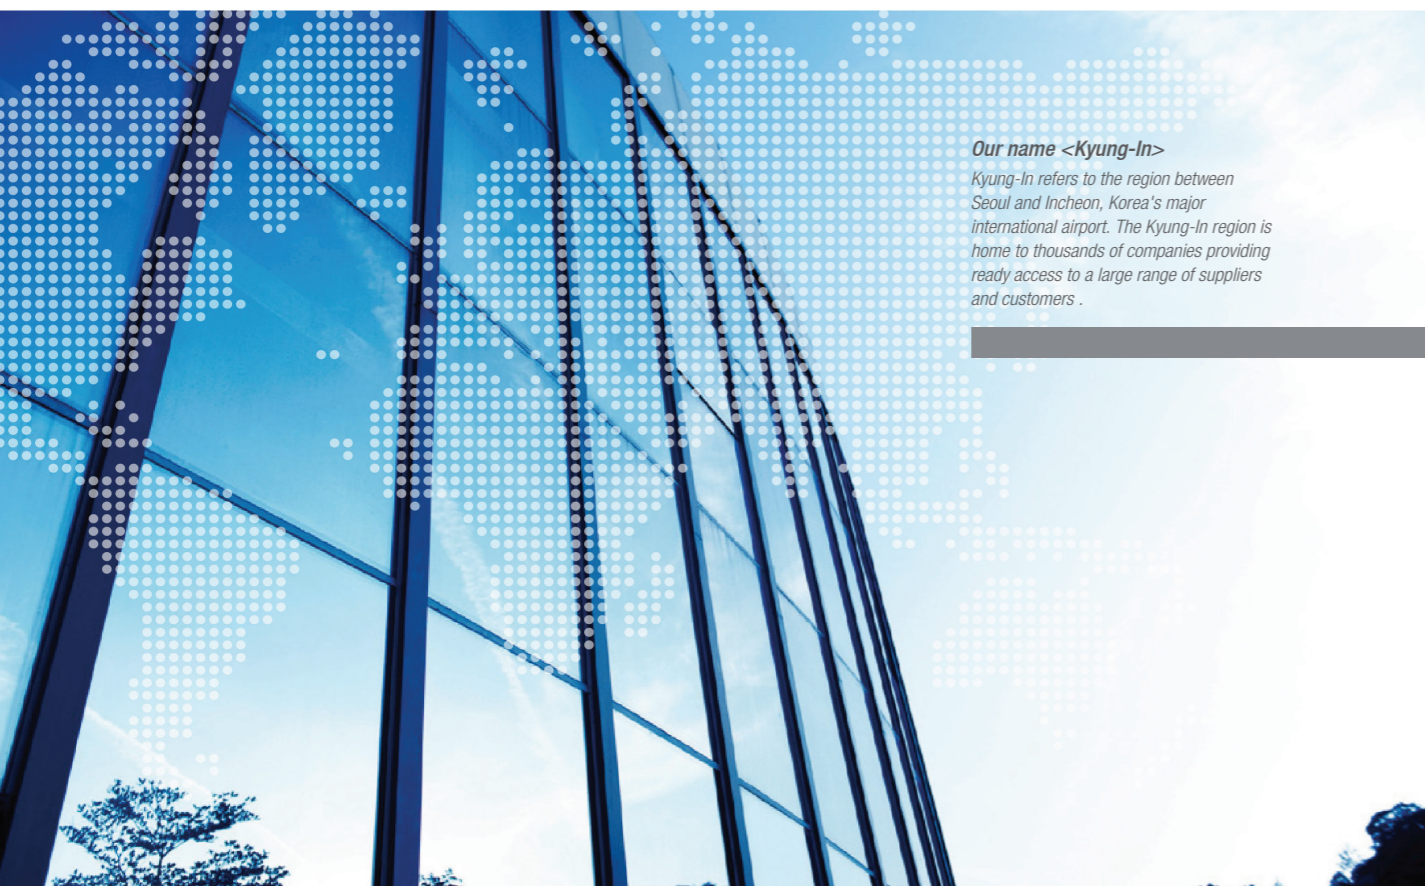 Our name <Kyung-In>
Kyung-In refers to the region between
Seoul and Incheon, Korea's major
international airport. The Kyung-In region is
home to thousands of companies providing
ready access to a large range of suppliers
and customers .